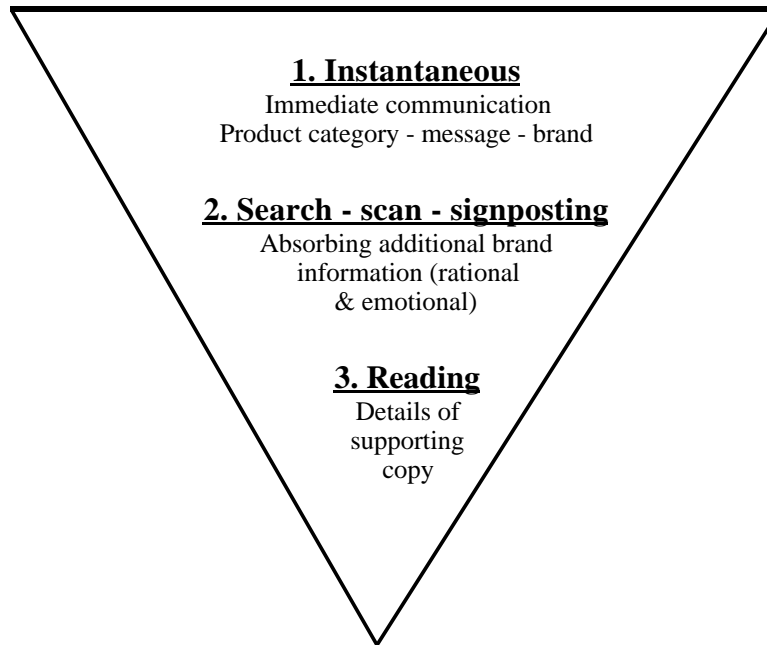 1. Instantaneous
Immediate communication
Product category - message - brand
2. Search - scan - signposting
Absorbing additional brand
information (rational
& emotional)
3. Reading
Details of
supporting
copy